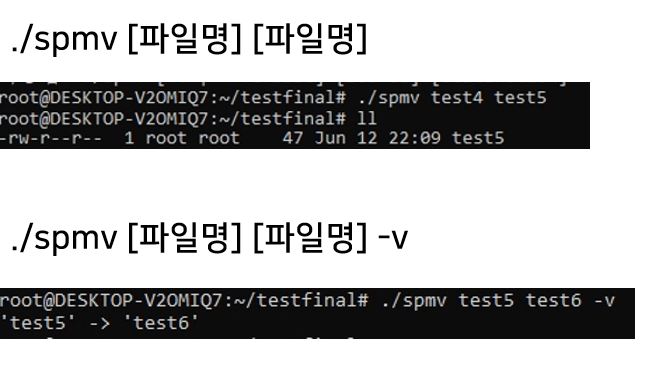 ./spmv [파일명] [파일명]
root@DESKTOP-V2OMIQ7:~/testfinal# ./spmv test4 test5
root@DESKTOP-V2OMIQ7:~/testfinal# ll
-rw-r--r-- 1 root root 47 Jun 12 22:09 test5
./spmv [파일명] [파일명] -v
root@DESKTOP-V2OMIQ7:~/testfinal# ./spmv test5 test6 -v
'test5' -> 'test6'